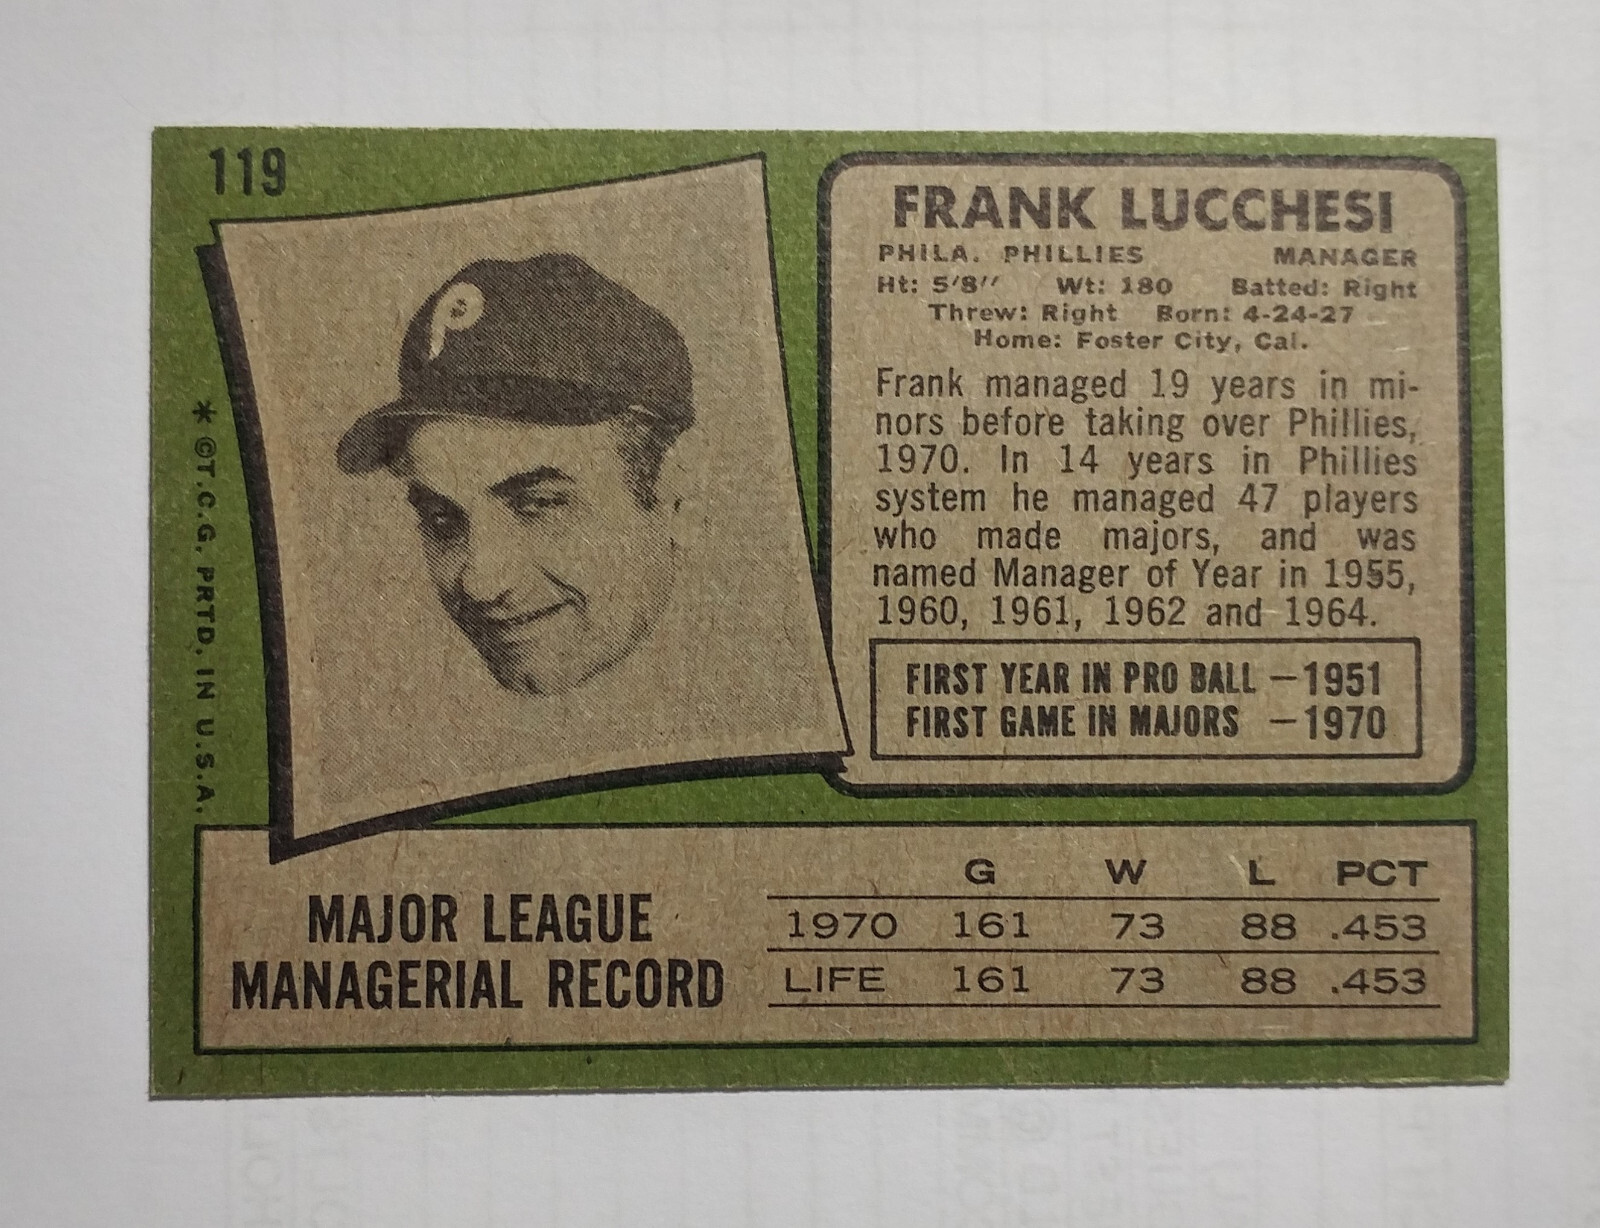 119
FRANK LUCCHESI
PHILA. PHILLIES MANAGER
Ht: 5'8'' Wt: 180 Batted: Right
Threw: Right Born: 4-24-27
Home: Foster City, Cal.
Frank managed 19 years in mi-
nors before taking over Phillies,
1970. In 14 years in Phillies
system he managed 47 players
who made majors, and was
named Manager of Year in 1955,
1960, 1961, 1962 and 1964.
FIRST YEAR IN PRO BALL —1951
FIRST GAME IN MAJORS —1970
* ©T.C.G. PRTD. IN U.S.A.
P
MAJOR LEAGUE
MANAGERIAL RECORD
G W L PCT
1970 161 73 88 .453
LIFE 161 73 88 .453